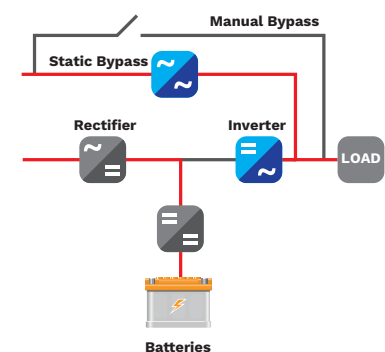 Manual Bypass
Static Bypass
Rectifier
Inverter
LOAD
Batteries